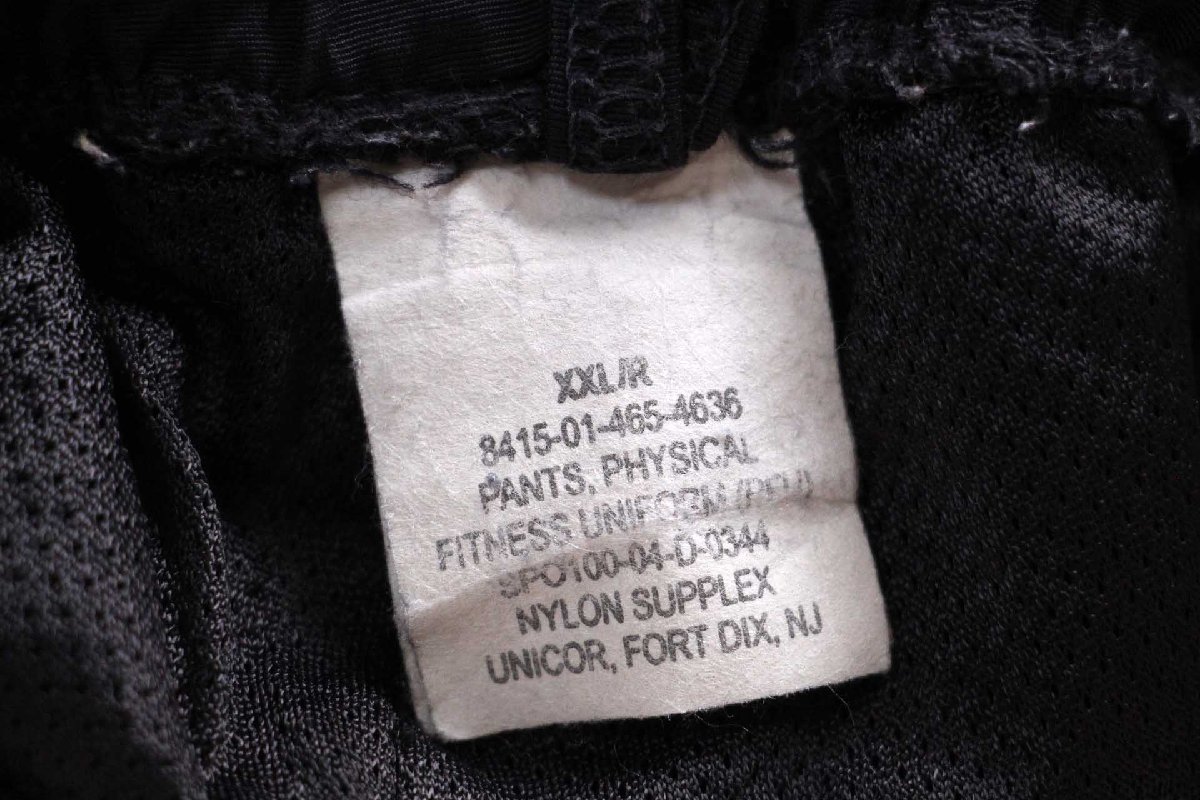 XXL/R
8415-01-465-4636
PANTS, PHYSICAL
FITNESS UNIFORM (PFU)
SPO100-04-D-0344
NYLON SUPPLEX
UNICOR, FORT DIX, NJ